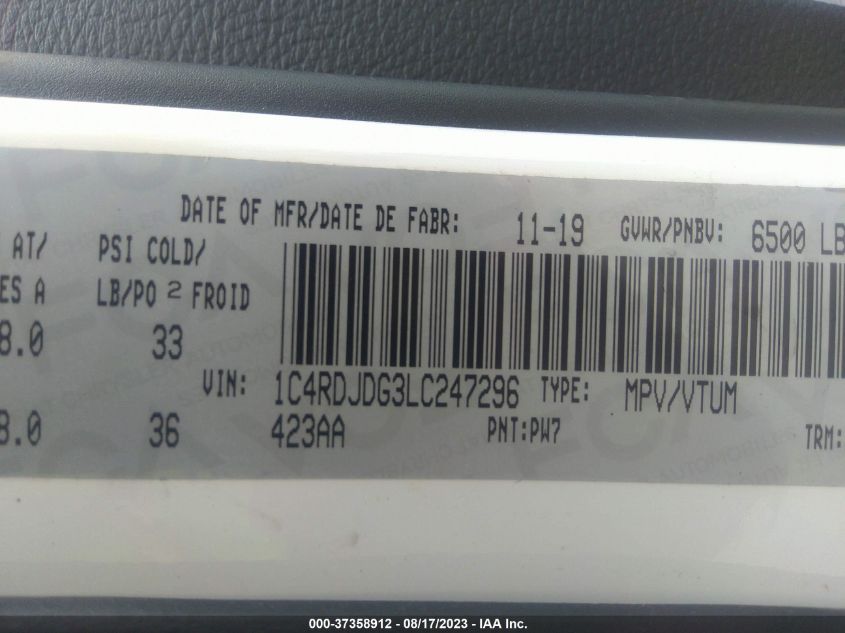 DATE OF MFR/DATE DE FABR: 11-19 GVWR/PNBV: 6500 LB
AT/ PSI COLD/
ES A LB/PO 2 FROID
8.0 33
VIN: 1C4RDJDG3LC247296 TYPE: MPV/VTUM
8.0 36 423AA PNT:PW7 TRM:
000-37358912 - 08/17/2023 - IAA Inc.